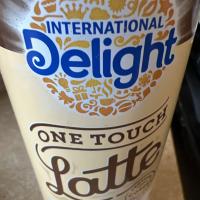 INTERNATIONAL
Delight
ONE TOUCH
Latte